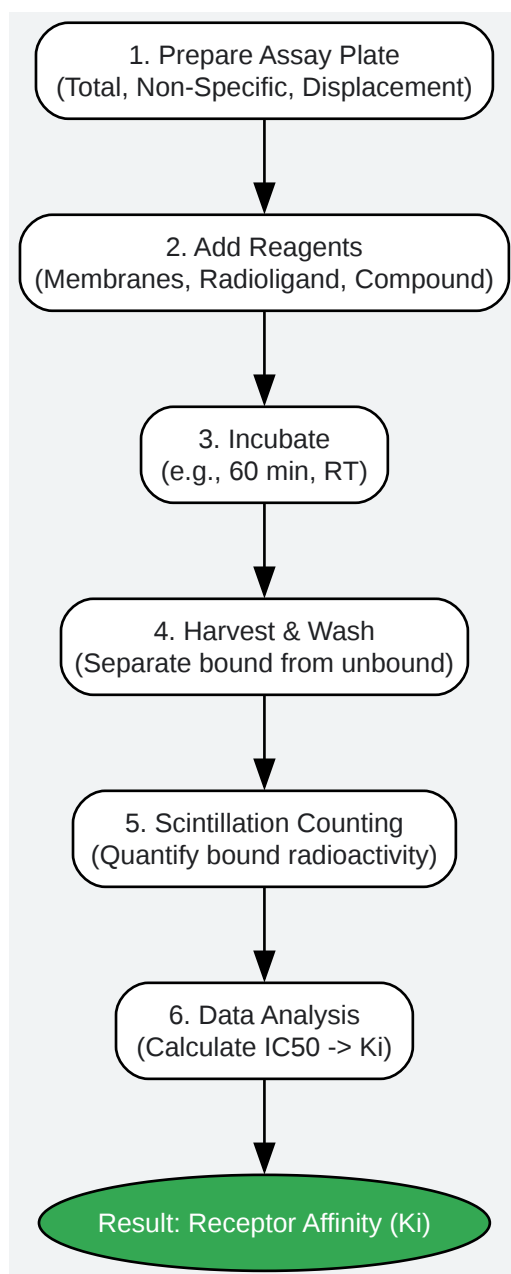 1. Prepare Assay Plate
(Total, Non-Specific, Displacement)
2. Add Reagents
(Membranes, Radioligand, Compound)
3. Incubate
(e.g., 60 min, RT)
4. Harvest & Wash
(Separate bound from unbound)
5. Scintillation Counting
(Quantify bound radioactivity)
6. Data Analysis
(Calculate IC50 -> Ki)
Result: Receptor Affinity (Ki)